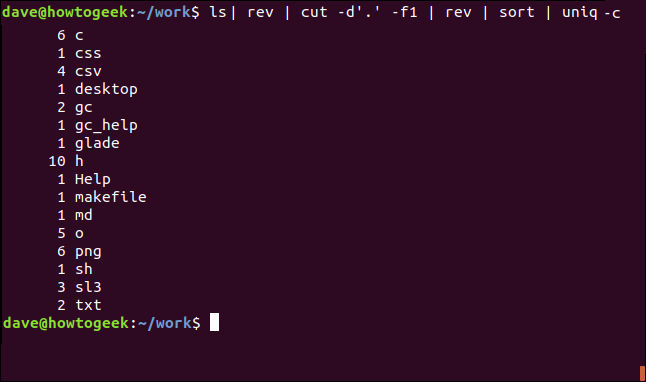 dave@howtogeek:~/work$ ls| rev | cut -d'.' -f1 | rev | sort | uniq -c
6 c
1 css
4 csv
1 desktop
2 gc
1 gc_help
1 glade
10 h
1 Help
1 makefile
1 md
5 o
6 png
1 sh
3 sl3
2 txt
dave@howtogeek:~/work$